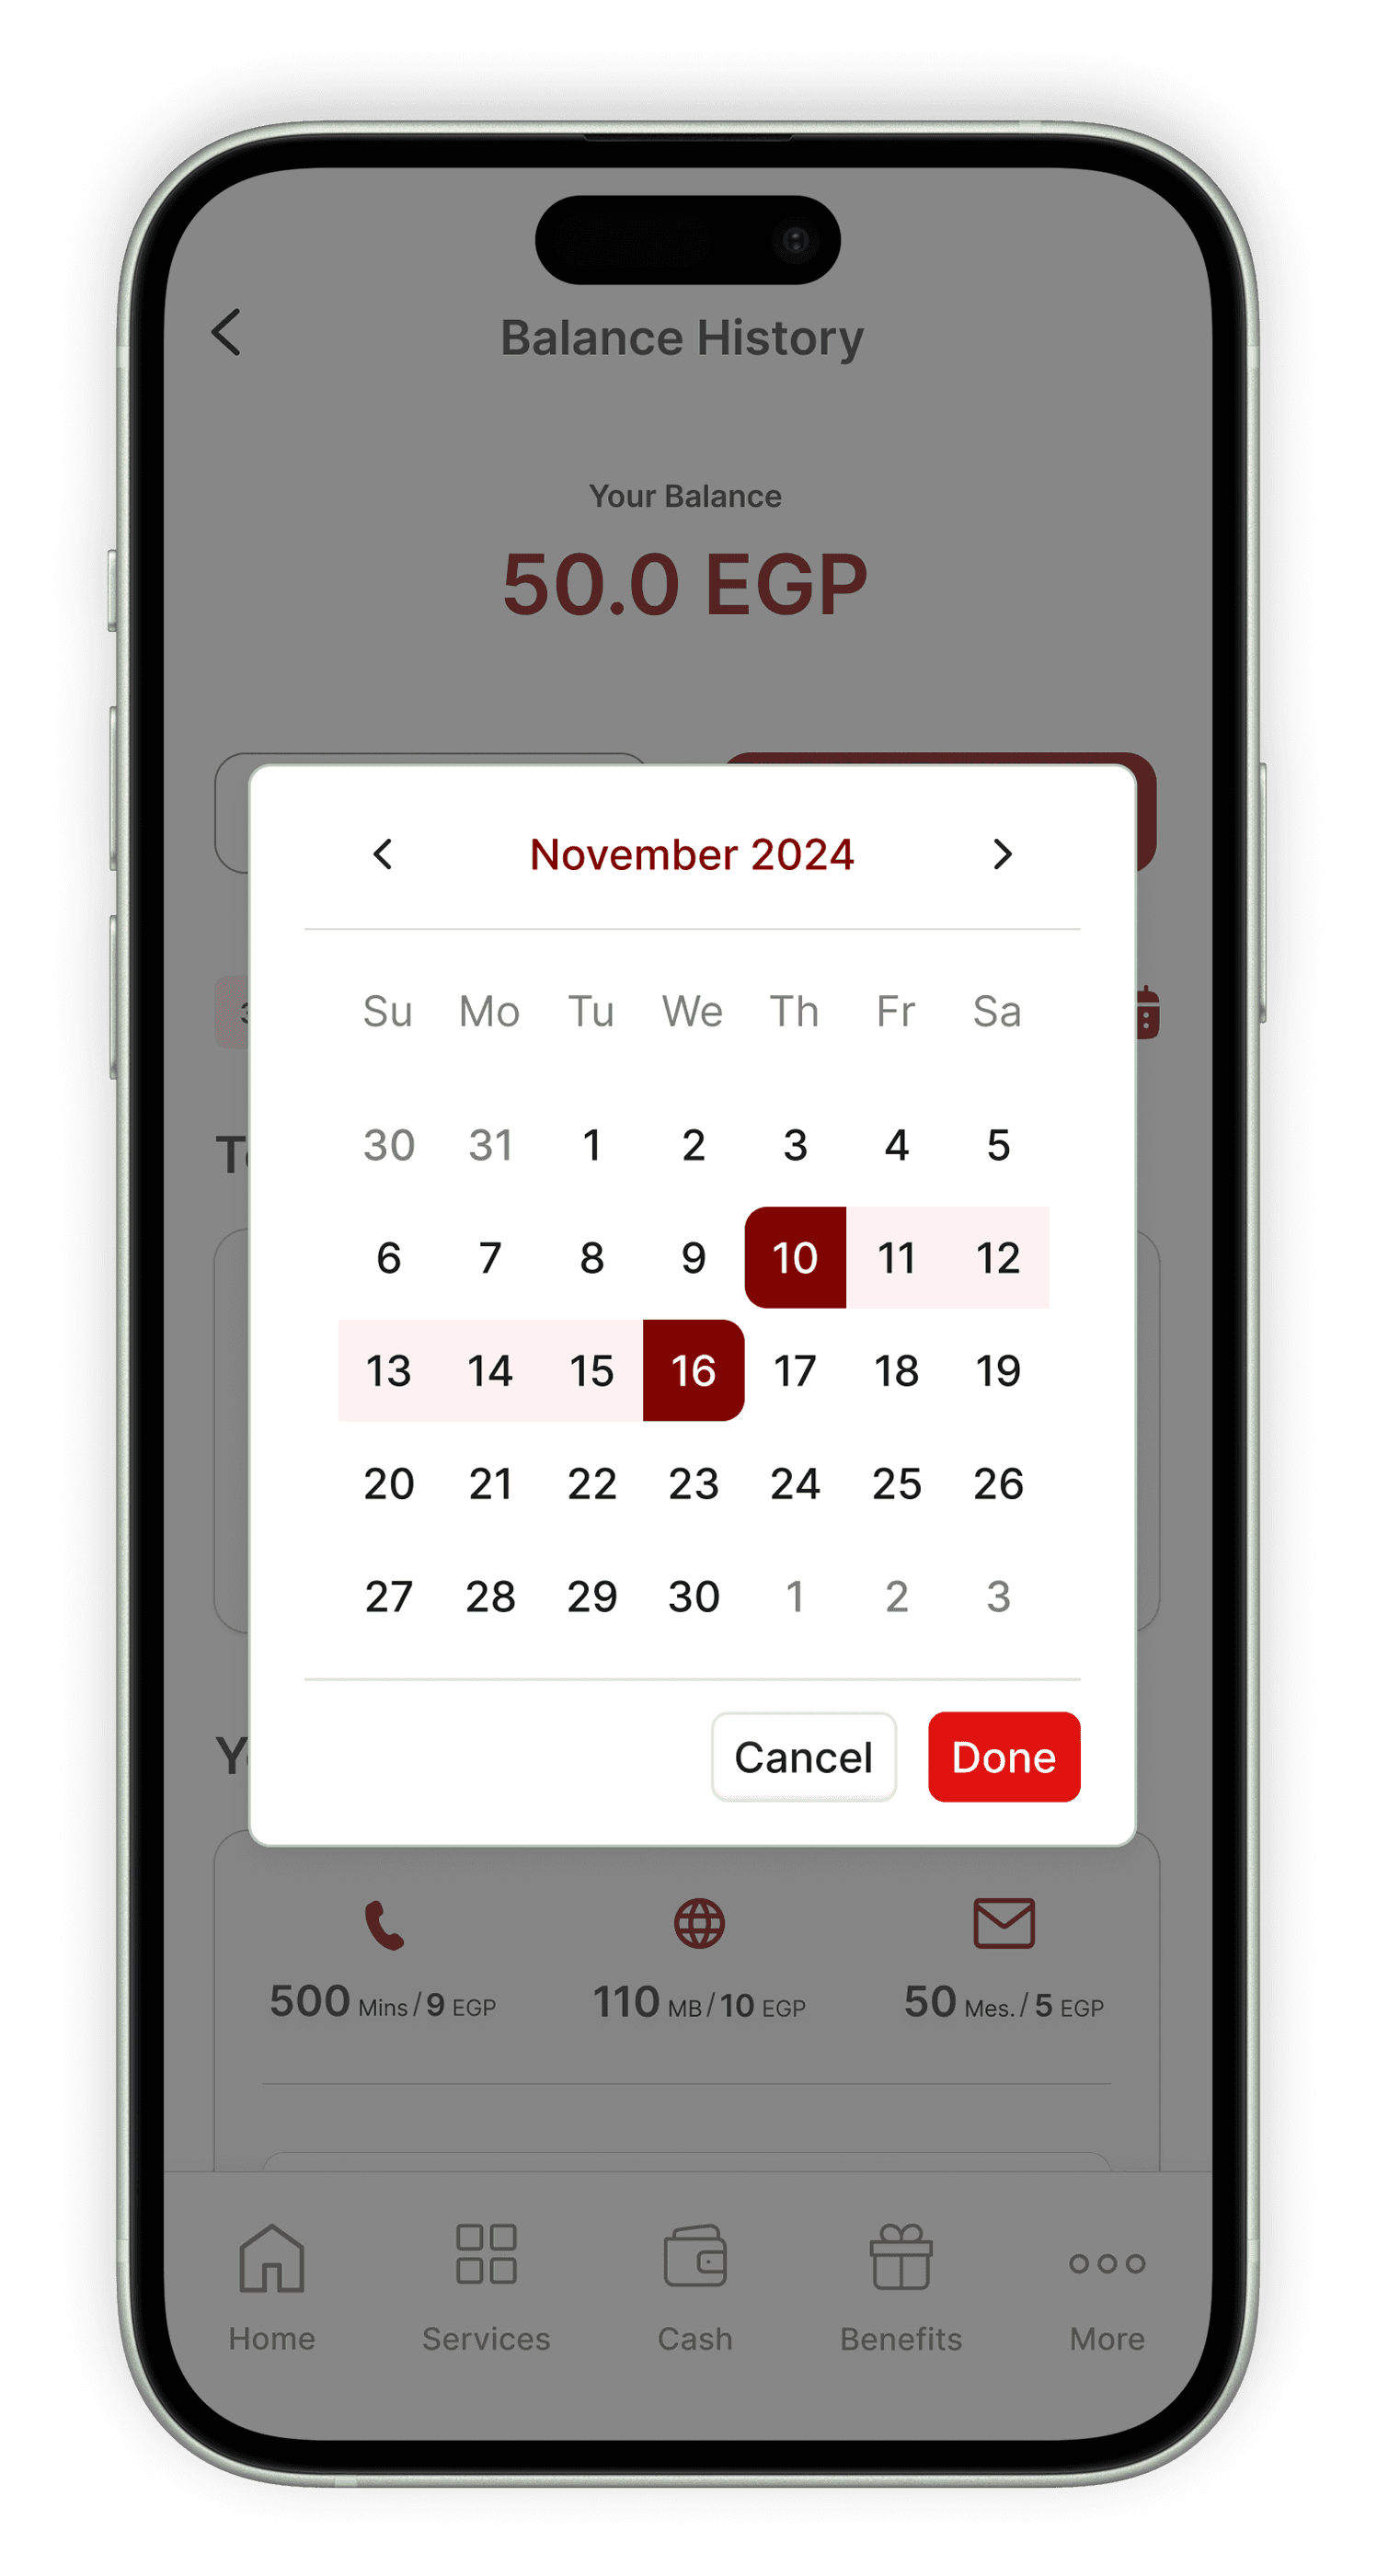 Balance History
Your Balance
50.0 EGP
November 2024
Su Mo Tu We Th Fr Sa
30 31 1 2 3 4 5
6 7 8 9 10 11 12
13 14 15 16 17 18 19
20 21 22 23 24 25 26
27 28 29 30 1 2 3
Cancel Done
500 Mins / 9 EGP 110 MB / 10 EGP 50 Mes. / 5 EGP
Home Services Cash Benefits More